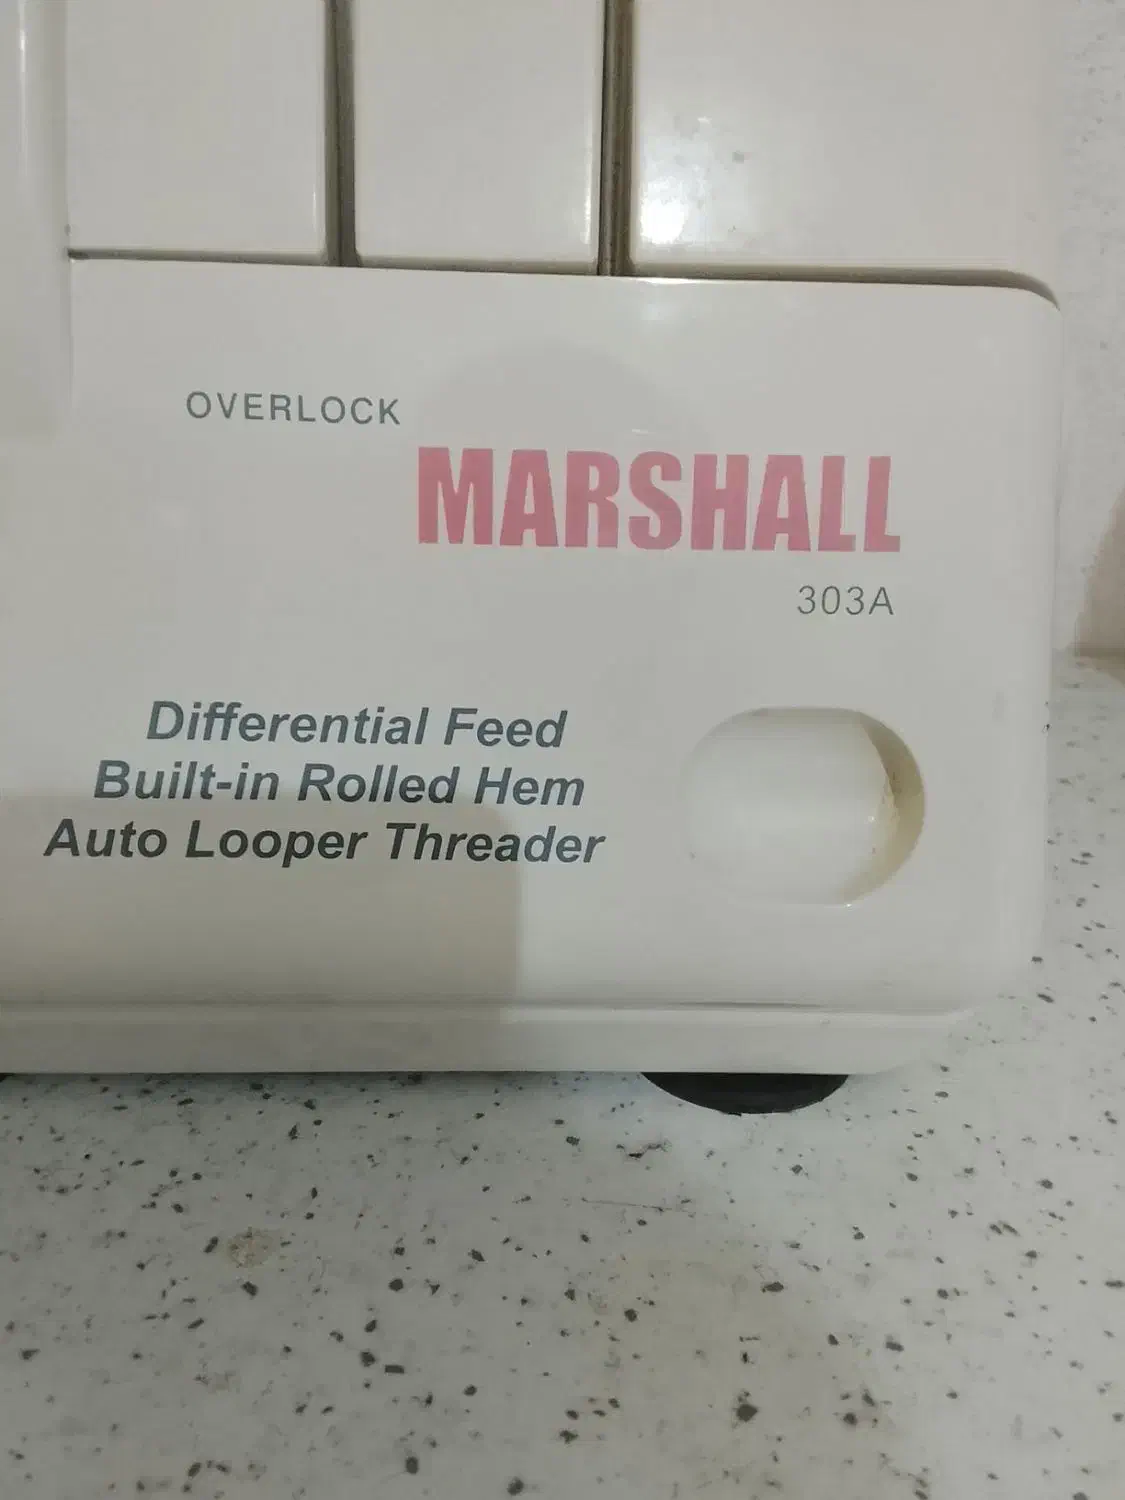 OVERLOCK
MARSHALL
303A
Differential Feed
Built-in Rolled Hem
Auto Looper Threader